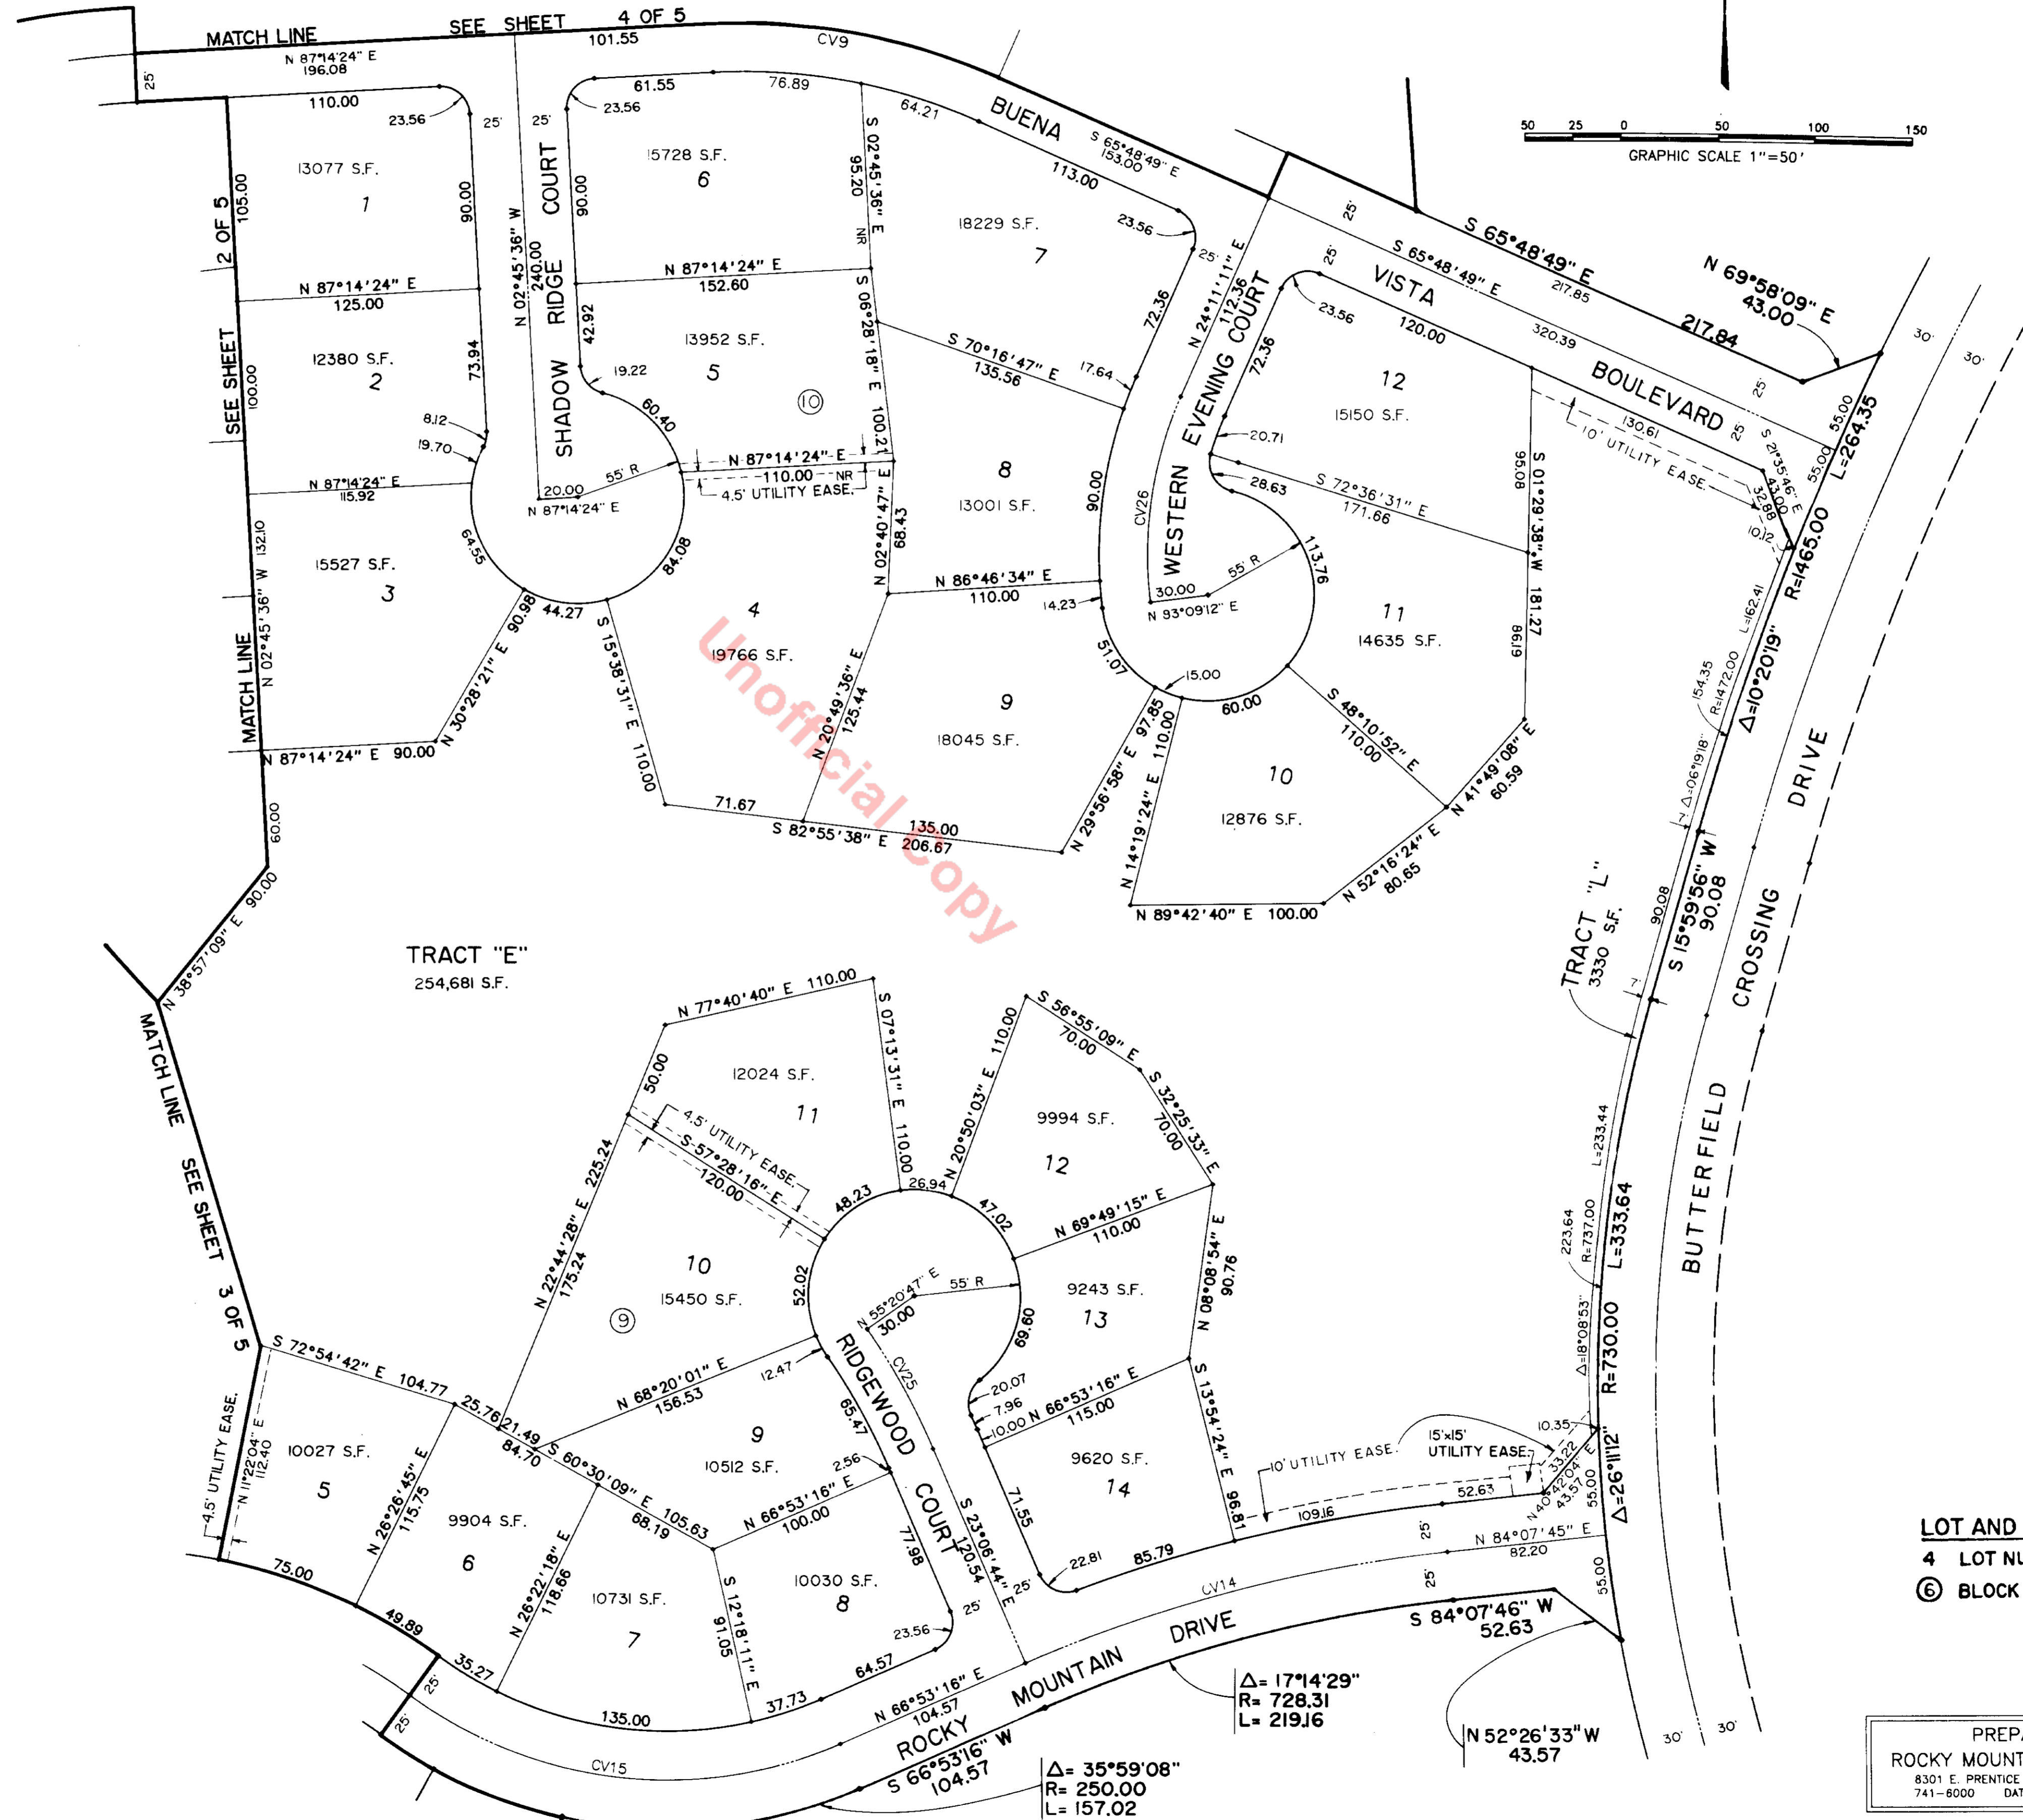 MATCH LINE SEE SHEET 4 OF 5
N 87°14'24" E
196.08
101.55
CV9
25'
110.00
23.56
25'
25'
23.56
61.55
76.89
64.21
BUENA
S 65°48'49" E
153.00
113.00
23.56
25'
50 25 0 50 100 150
GRAPHIC SCALE 1"=50'
13077 S.F.
1
105.00
90.00
SEE SHEET 2 OF 5
N 02°45'36" W
240.00
SHADOW RIDGE COURT
90.00
15728 S.F.
6
S 02°45'36" E
95.20
NR
18229 S.F.
7
72.36
N 24°11'11" E
112.36
WESTERN EVENING COURT
25'
25'
S 65°48'49" E
217.85
217.84
S 65°48'49" E
320.39
N 69°58'09" E
43.00
VISTA
BOULEVARD
23.56
120.00
72.36
12
15150 S.F.
130.61
10' UTILITY EASE.
25'
25'
S 21°35'46" E
43.00
32.88
10.12
55.00
55.00
L=264.35
R=1465.00
Δ=10°20'19"
30'
30'
N 87°14'24" E
125.00
12380 S.F.
2
100.00
73.94
8.12
19.70
N 87°14'24" E
152.60
42.92
19.22
60.40
13952 S.F.
5
10
S 06°28'18" E 100.21
S 70°16'47" E
135.56
17.64
20.71
28.63
S 72°36'31" E
171.66
95.08
S 01°29'38" W 181.27
86.19
N 87°14'24" E
115.92
20.00
N 87°14'24" E
55' R
N 87°14'24" E
110.00 NR
4.5' UTILITY EASE.
8
13001 S.F.
90.00
CV26
113.76
55' R
30.00
N 93°09'12" E
15527 S.F.
3
MATCH LINE
N 02°45'36" W 132.10
64.55
44.27
84.08
N 02°40'47" E
68.43
N 86°46'34" E
110.00
14.23
51.07
15.00
60.00
11
14635 S.F.
N 87°14'24" E 90.00
N 30°28'21" E 90.98
S 15°38'31" E 110.00
4
19766 S.F.
N 20°49'36" E
125.44
9
18045 S.F.
71.67
135.00
S 82°55'38" E 206.67
N 29°56'58" E 97.85
N 14°19'24" E 110.00
S 48°10'52" E
110.00
10
12876 S.F.
N 41°49'08" E
60.59
N 52°16'24" E
80.65
N 89°42'40" E 100.00
L=162.41
154.35
R=1472.00
Δ=06°19'18"
7'
90.08
S 15°59'56" W
90.08
7'
TRACT "L"
3330 S.F.
BUTTERFIELD CROSSING DRIVE
60.00
N 38°57'09" E 90.00
Unofficial Copy
TRACT "E"
254,681 S.F.
MATCH LINE SEE SHEET 3 OF 5
N 77°40'40" E 110.00
50.00
12024 S.F.
11
S 07°13'31" E 110.00
4.5' UTILITY EASE.
S 57°28'16" E
120.00
N 20°50'03" E 110.00
S 56°55'09" E
70.00
9994 S.F.
12
S 32°25'33" E
70.00
48.23
26.94
47.02
N 69°49'15" E
110.00
N 22°44'28" E 225.24
175.24
10
15450 S.F.
9
52.02
N 55°20'47" E
30.00
55' R
69.60
9243 S.F.
13
N 08°08'54" E
90.76
L=233.44
223.64
R=737.00
Δ=18°08'53"
L=333.64
R=730.00
Δ=26°11'12"
S 72°54'42" E 104.77
25.76
21.49
84.70
N 68°20'01" E
156.53
12.47
RIDGEWOOD COURT
CV25
20.07
7.96
10.00
N 66°53'16" E
115.00
65.47
9
10512 S.F.
2.56
S 60°30'09" E 105.63
68.19
N 66°53'16" E
100.00
4.5' UTILITY EASE.
N 11°22'04" E
112.40
10027 S.F.
5
N 26°26'45" E
115.75
9904 S.F.
6
N 26°22'18" E
118.66
10731 S.F.
7
S 12°18'11" E
91.05
10030 S.F.
8
77.98
S 23°06'44" E
120.54
71.55
9620 S.F.
14
S 13°54'24" E 96.81
10' UTILITY EASE.
15'x15'
UTILITY EASE.
10.35
33.22
N 40°42'04" E
43.57
55.00
52.63
109.16
22.81
85.79
25'
25'
23.56
64.57
37.73
75.00
49.89
35.27
135.00
25'
25'
CV15
N 66°53'16" E
104.57
CV14
25'
25'
N 84°07'45" E
82.20
55.00
ROCKY MOUNTAIN DRIVE
S 66°53'16" W
104.57
S 84°07'46" W
52.63
Δ= 17°14'29"
R= 728.31
L= 219.16
Δ= 35°59'08"
R= 250.00
L= 157.02
N 52°26'33" W
43.57
30'
30'
LOT AND
4 LOT NU
6 BLOCK
PREPA
ROCKY MOUNT
8301 E. PRENTICE
741-6000 DAT